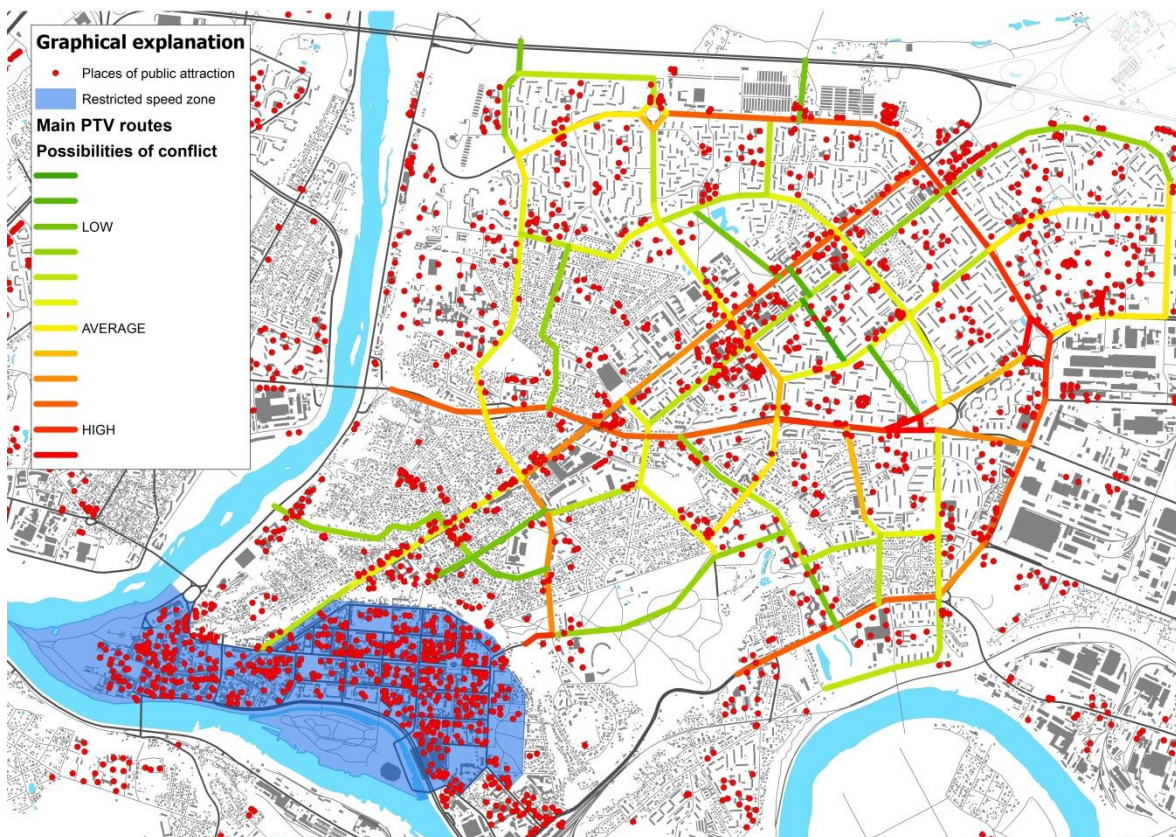 Graphical explanation
Places of public attraction
Restricted speed zone
Main PTV routes
Possibilities of conflict
LOW
AVERAGE
HIGH